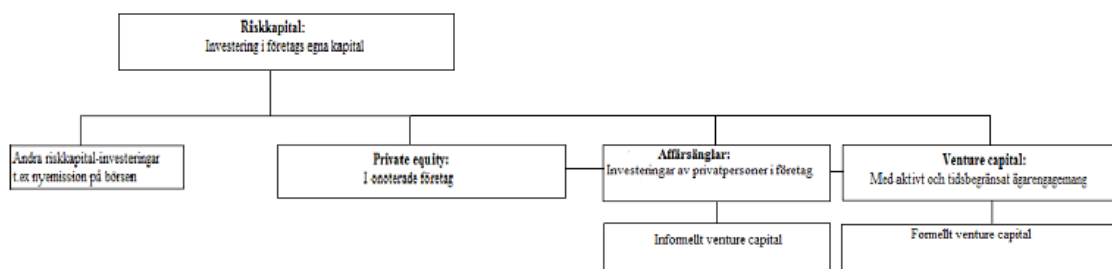 Riskkapital:
Investering i företags egna kapital
Andra riskkapital-investeringar
t.ex nyemission på börsen
Private equity:
I onoterade företag
Affärsänglar:
Investeringar av privatpersoner i företag
Venture capital:
Med aktivt och tidsbegränsat ägarengagemang
Informellt venture capital
Formellt venture capital